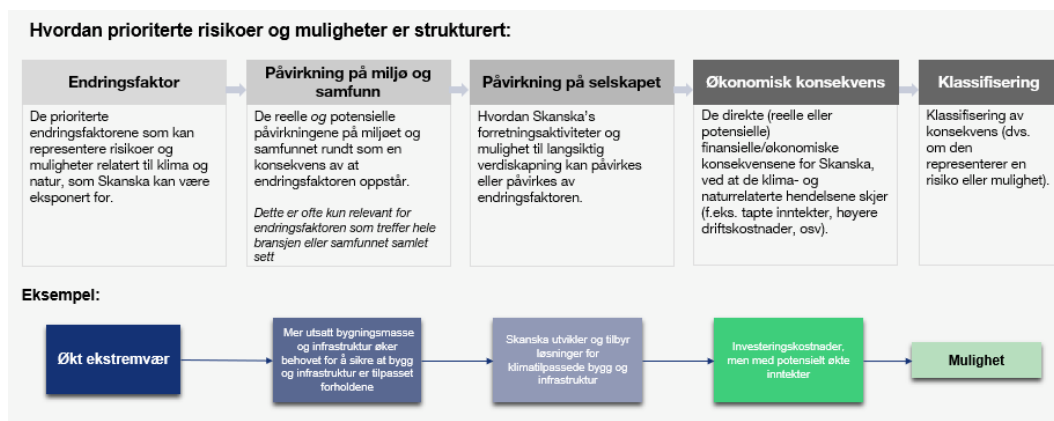 Hvordan prioriterte risikoer og muligheter er strukturert:
Endringsfaktor
De prioriterte
endringsfaktorene som kan
representere risikoer og
muligheter relatert til klima og
natur, som Skanska kan være
eksponert for.
Påvirkning på miljø og
samfunn
De reelle og potensielle
påvirkningene på miljøet og
samfunnet rundt som en
konsekvens av at
endringsfaktoren oppstår.
Dette er ofte kun relevant for
endringsfaktoren som treffer hele
bransjen eller samfunnet samlet
sett
Påvirkning på selskapet
Hvordan Skanska's
forretningsaktiviteter og
mulighet til langsiktig
verdiskapning kan påvirkes
eller påvirkes av
endringsfaktoren.
Økonomisk konsekvens
De direkte (reelle eller
potensielle)
finansielle/økonomiske
konsekvensene for Skanska,
ved at de klima- og
naturrelaterte hendelsene skjer
(f.eks. tapte inntekter, høyere
driftskostnader, osv).
Klassifisering
Klassifisering av
konsekvens (dvs.
om den
representerer en
risiko eller mulighet).
Eksempel:
Økt ekstremvær
Mer utsatt bygningsmasse
og infrastruktur øker
behovet for å sikre at bygg
og infrastruktur er tilpasset
forholdene
Skanska utvikler og tilbyr
løsninger for
klimatilpassede bygg og
infrastruktur
Investeringskostnader,
men med potensielt økte
inntekter
Mulighet